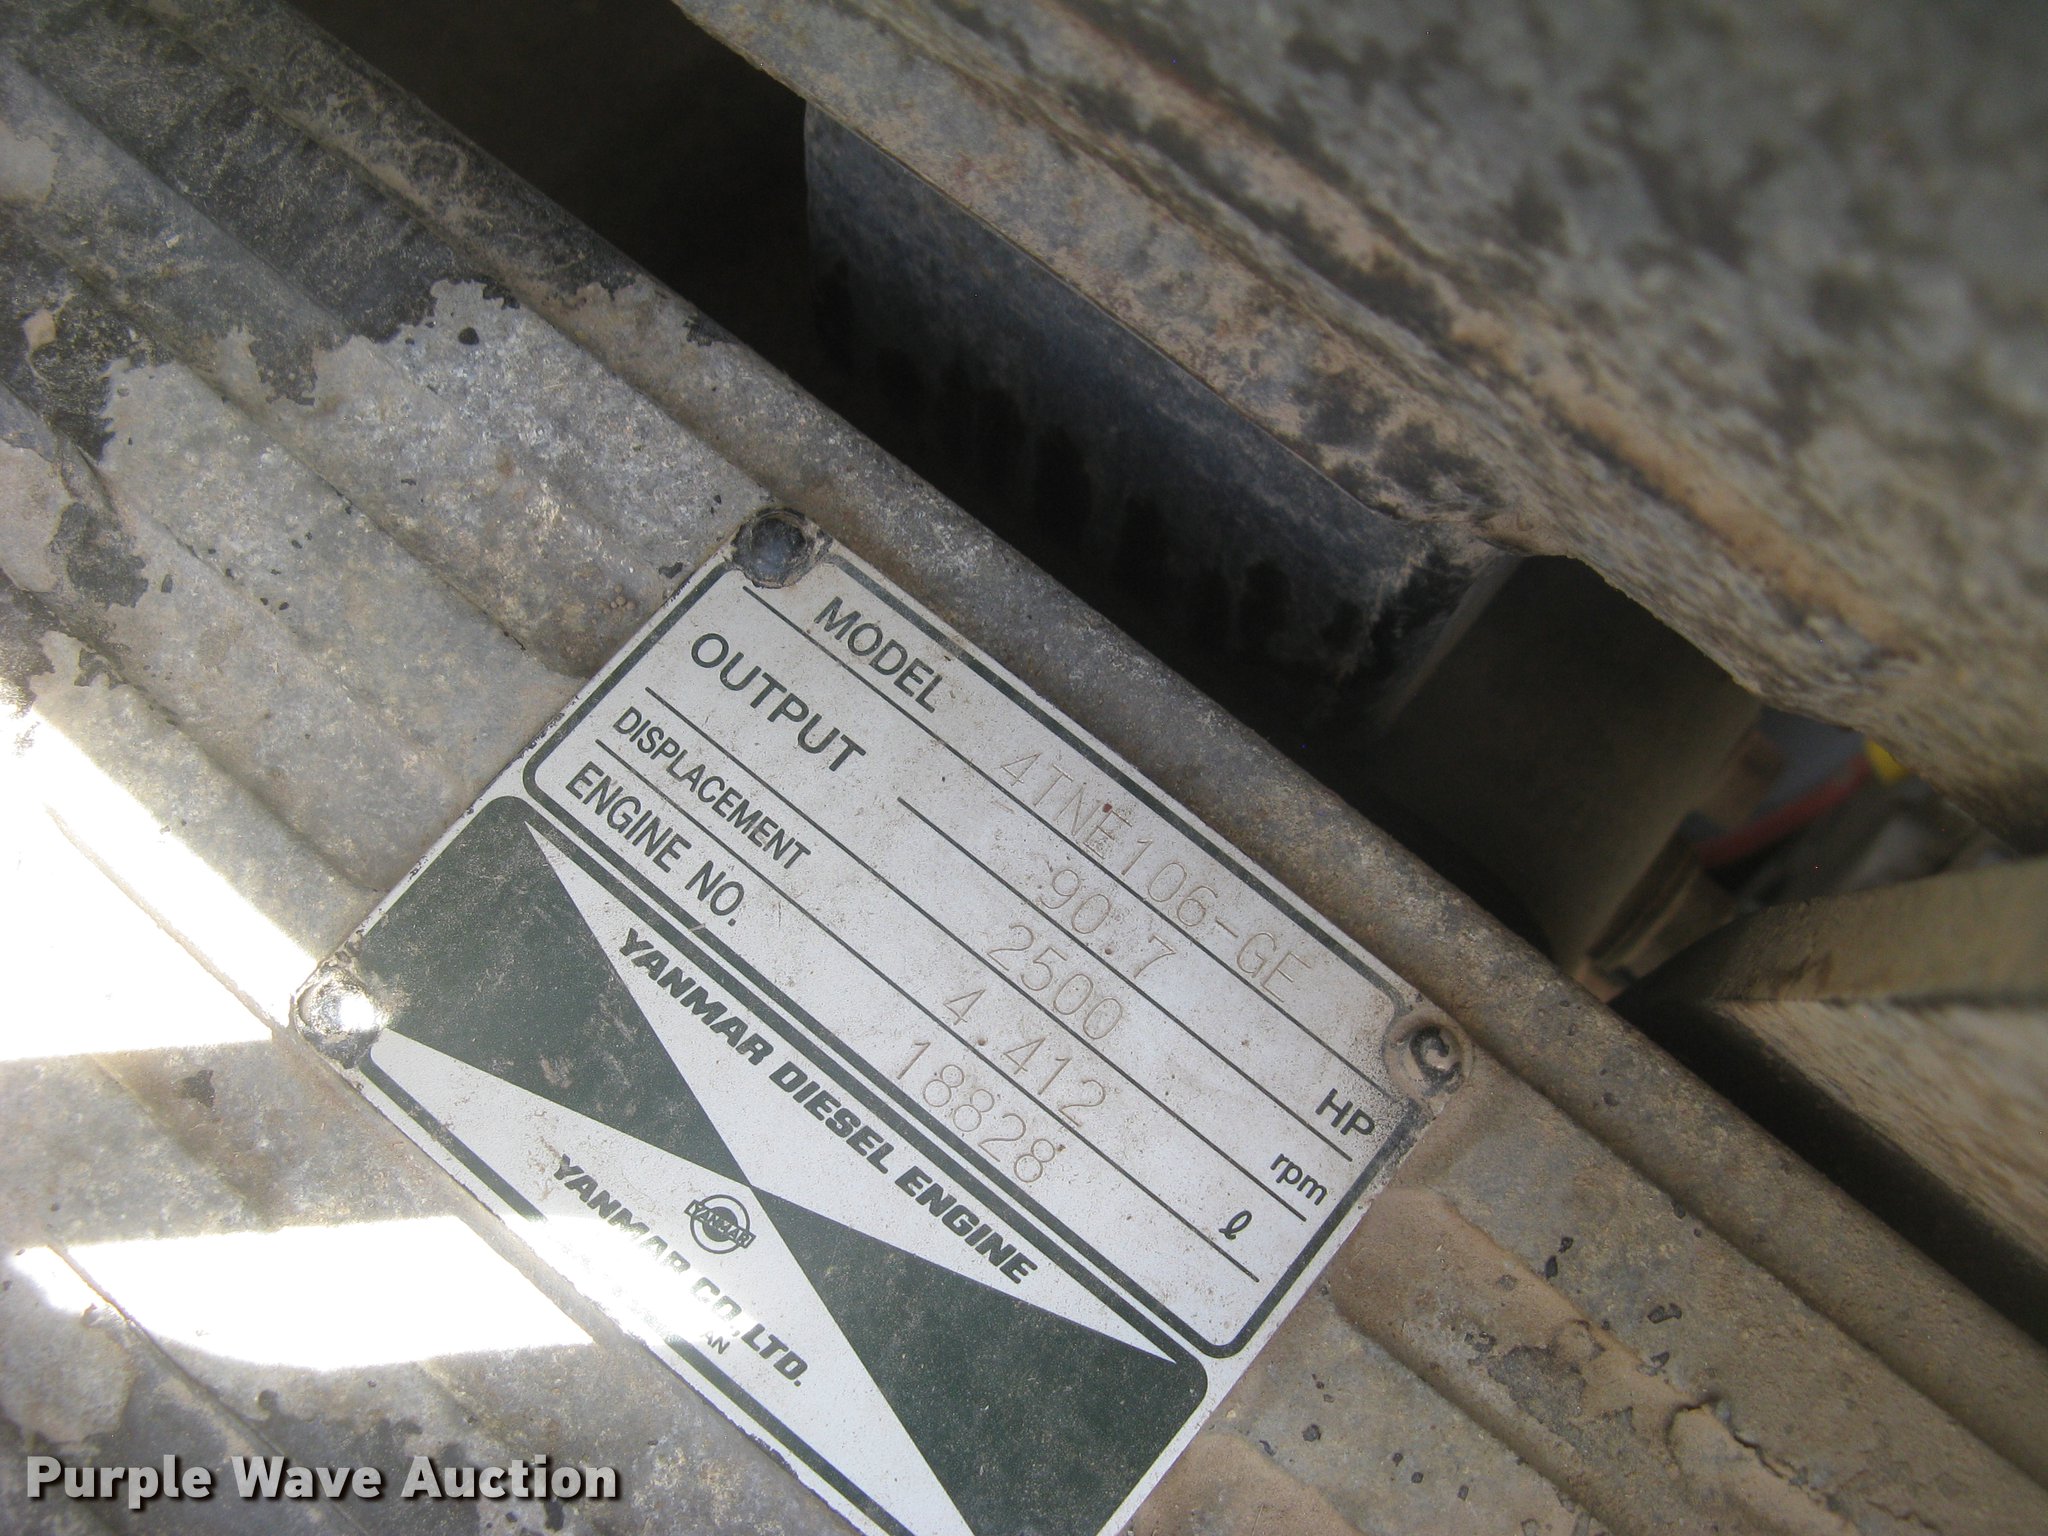 MODEL 4TNE106-GE
OUTPUT 90.7 HP
2500 rpm
DISPLACEMENT 4.412 ℓ
ENGINE NO. 18828
YANMAR DIESEL ENGINE
YANMAR
YANMAR CO., LTD.
Purple Wave Auction